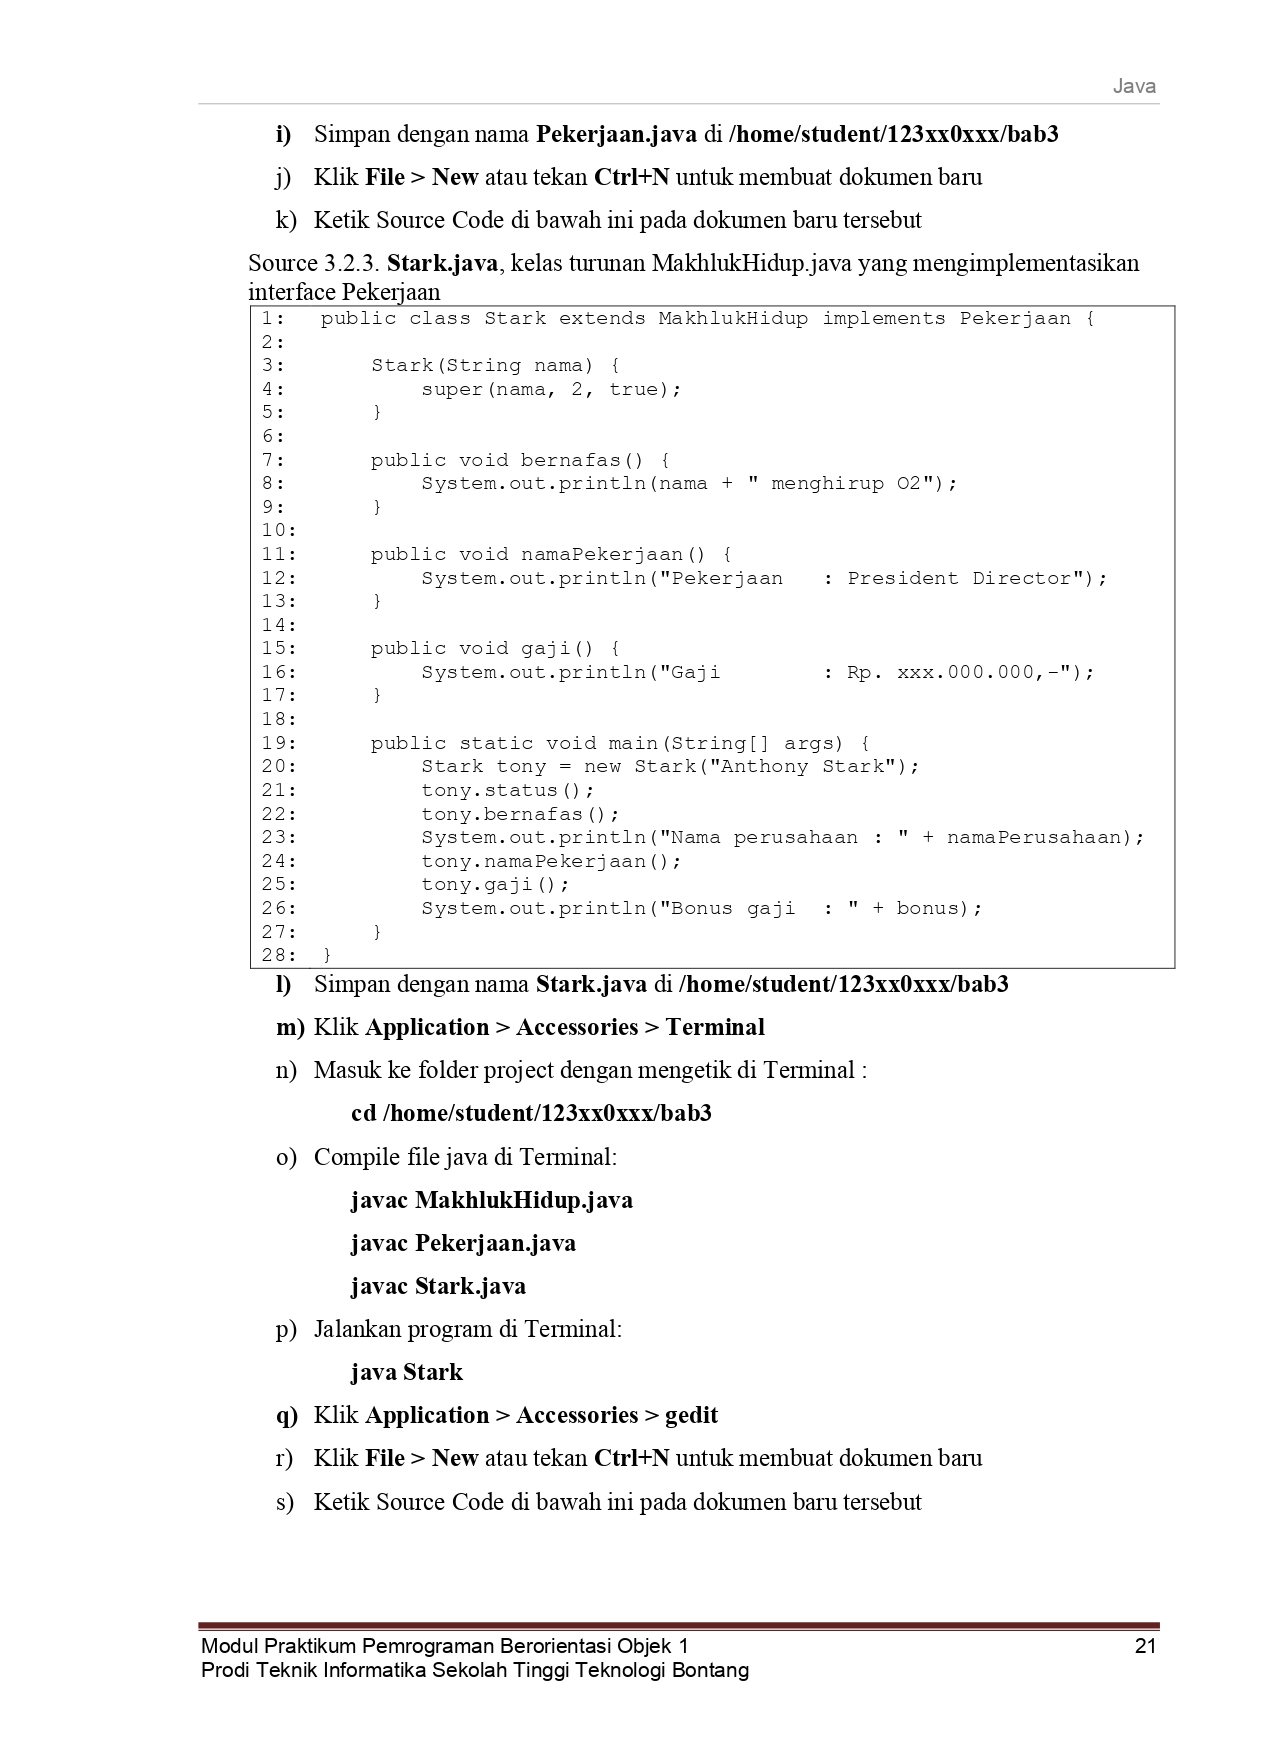 Java
i) Simpan dengan nama Pekerjaan.java di /home/student/123xx0xxx/bab3
j) Klik File > New atau tekan Ctrl+N untuk membuat dokumen baru
k) Ketik Source Code di bawah ini pada dokumen baru tersebut
Source 3.2.3. Stark.java, kelas turunan MakhlukHidup.java yang mengimplementasikan
interface Pekerjaan
1:  public class Stark extends MakhlukHidup implements Pekerjaan {
2:
3:      Stark(String nama) {
4:          super(nama, 2, true);
5:      }
6:
7:      public void bernafas() {
8:          System.out.println(nama + " menghirup O2");
9:      }
10:
11:     public void namaPekerjaan() {
12:         System.out.println("Pekerjaan   : President Director");
13:     }
14:
15:     public void gaji() {
16:         System.out.println("Gaji        : Rp. xxx.000.000,-");
17:     }
18:
19:     public static void main(String[] args) {
20:         Stark tony = new Stark("Anthony Stark");
21:         tony.status();
22:         tony.bernafas();
23:         System.out.println("Nama perusahaan : " + namaPerusahaan);
24:         tony.namaPekerjaan();
25:         tony.gaji();
26:         System.out.println("Bonus gaji  : " + bonus);
27:     }
28: }
l) Simpan dengan nama Stark.java di /home/student/123xx0xxx/bab3
m) Klik Application > Accessories > Terminal
n) Masuk ke folder project dengan mengetik di Terminal :
cd /home/student/123xx0xxx/bab3
o) Compile file java di Terminal:
javac MakhlukHidup.java
javac Pekerjaan.java
javac Stark.java
p) Jalankan program di Terminal:
java Stark
q) Klik Application > Accessories > gedit
r) Klik File > New atau tekan Ctrl+N untuk membuat dokumen baru
s) Ketik Source Code di bawah ini pada dokumen baru tersebut
Modul Praktikum Pemrograman Berorientasi Objek 1 21
Prodi Teknik Informatika Sekolah Tinggi Teknologi Bontang